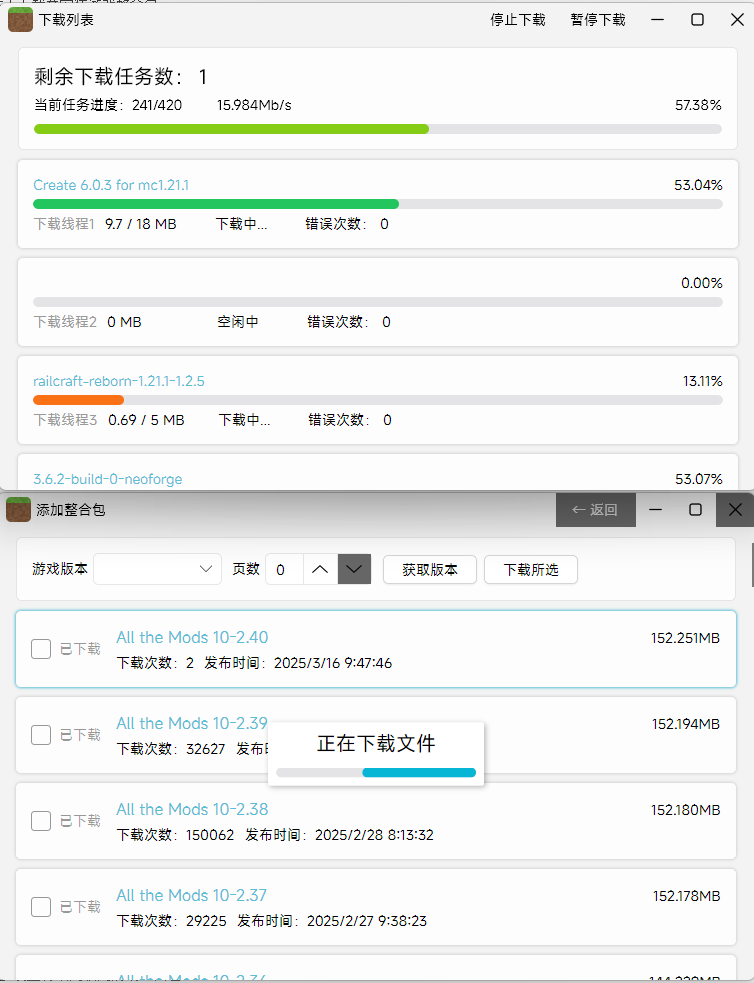 下载列表 停止下载 暂停下载
剩余下载任务数： 1
当前任务进度：241/420 15.984Mb/s 57.38%
Create 6.0.3 for mc1.21.1 53.04%
下载线程1 9.7 / 18 MB 下载中... 错误次数： 0
0.00%
下载线程2 0 MB 空闲中 错误次数： 0
railcraft-reborn-1.21.1-1.2.5 13.11%
下载线程3 0.69 / 5 MB 下载中... 错误次数： 0
3.6.2-build-0-neoforge 53.07%
添加整合包 ← 返回
游戏版本 页数 0 获取版本 下载所选
All the Mods 10-2.40 152.251MB
已下载 下载次数：2 发布时间：2025/3/16 9:47:46
All the Mods 10-2.39 152.194MB
已下载 下载次数：32627 发布
正在下载文件
All the Mods 10-2.38 152.180MB
已下载 下载次数：150062 发布时间：2025/2/28 8:13:32
All the Mods 10-2.37 152.178MB
已下载 下载次数：29225 发布时间：2025/2/27 9:38:23
All the Mods 10-2.36